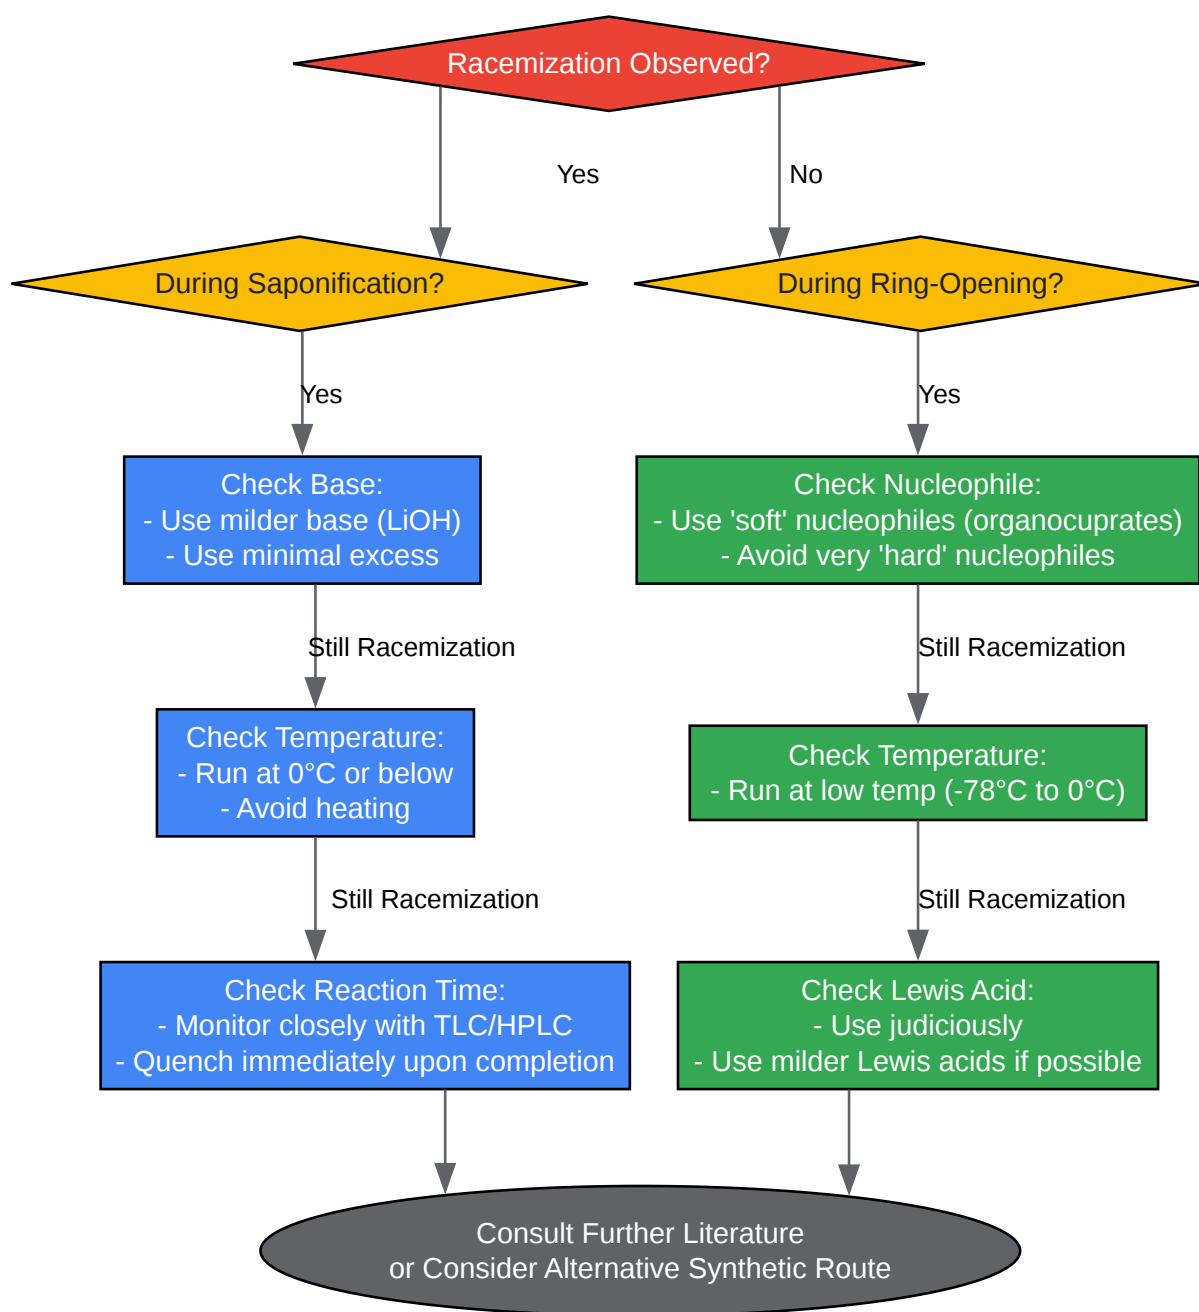 Racemization Observed?
Yes
No
During Saponification?
During Ring-Opening?
Yes
Yes
Check Base:
- Use milder base (LiOH)
- Use minimal excess
Check Nucleophile:
- Use 'soft' nucleophiles (organocuprates)
- Avoid very 'hard' nucleophiles
Still Racemization
Still Racemization
Check Temperature:
- Run at 0°C or below
- Avoid heating
Check Temperature:
- Run at low temp (-78°C to 0°C)
Still Racemization
Still Racemization
Check Reaction Time:
- Monitor closely with TLC/HPLC
- Quench immediately upon completion
Check Lewis Acid:
- Use judiciously
- Use milder Lewis acids if possible
Consult Further Literature
or Consider Alternative Synthetic Route